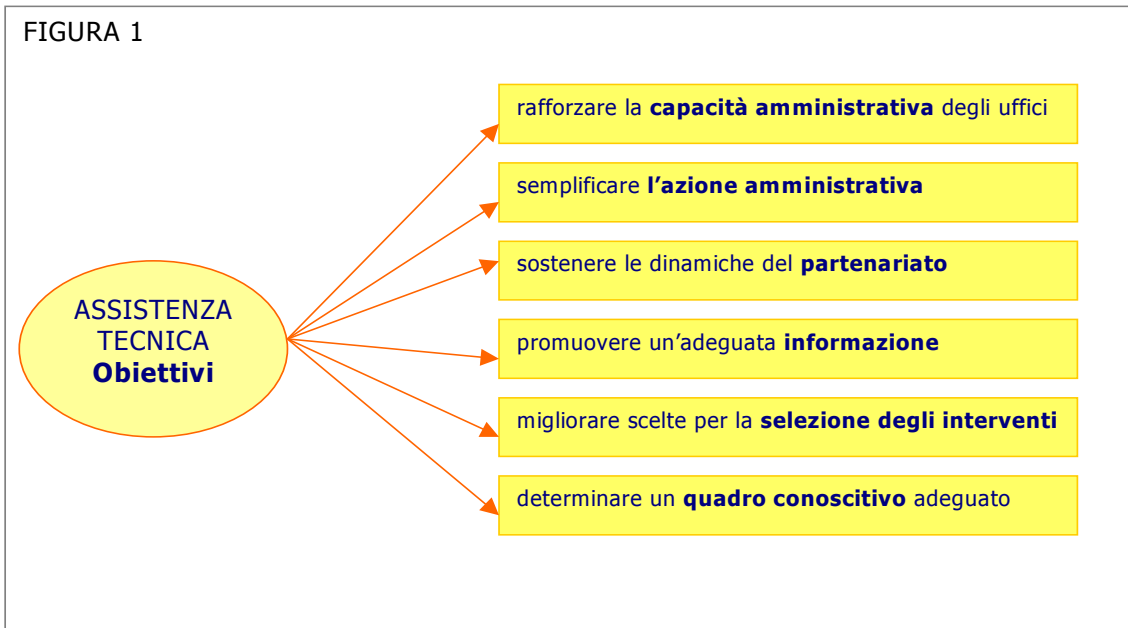 FIGURA 1
rafforzare la capacità amministrativa degli uffici
semplificare l’azione amministrativa
sostenere le dinamiche del partenariato
ASSISTENZA
TECNICA
Obiettivi
promuovere un’adeguata informazione
migliorare scelte per la selezione degli interventi
determinare un quadro conoscitivo adeguato